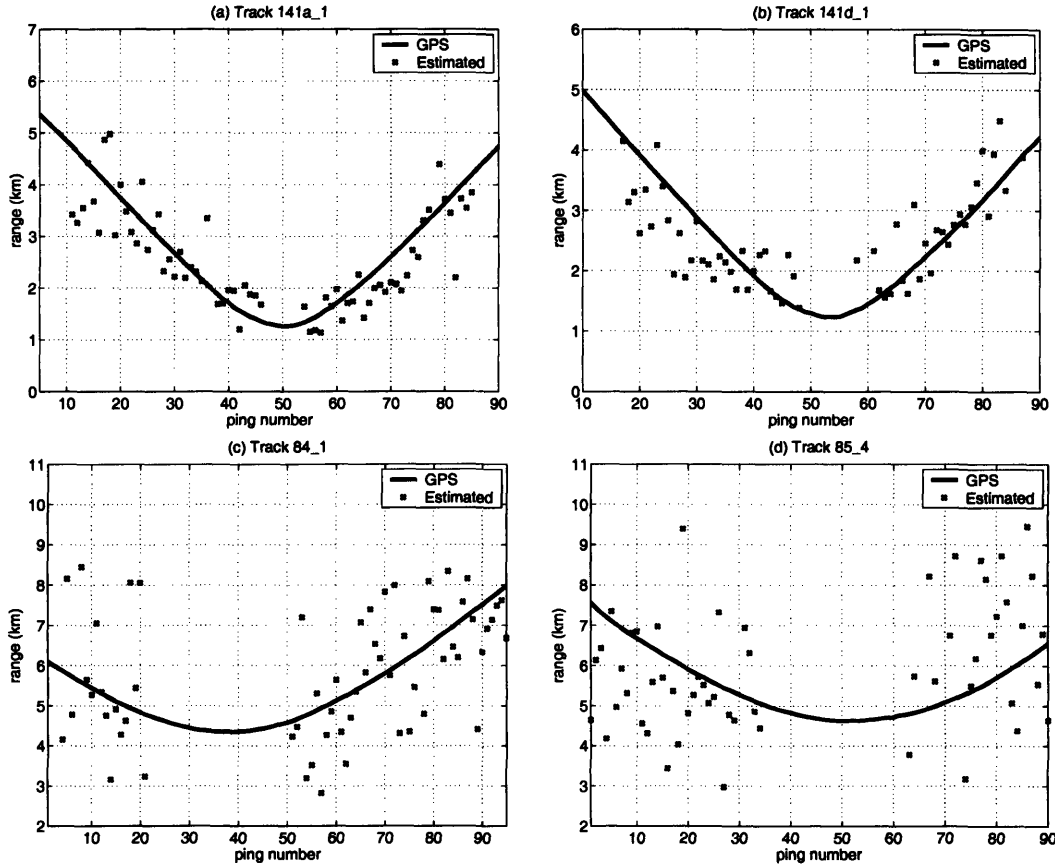 (a) Track 141a_1
7
6
5
4
3
2
1
0
range (km)
10 20 30 40 50 60 70 80 90
ping number
GPS
Estimated
(b) Track 141d_1
6
5
4
3
2
1
0
range (km)
10 20 30 40 50 60 70 80 90
ping number
GPS
Estimated
(c) Track 84_1
11
10
9
8
7
6
5
4
3
2
range (km)
10 20 30 40 50 60 70 80 90
ping number
GPS
Estimated
(d) Track 85_4
11
10
9
8
7
6
5
4
3
2
range (km)
10 20 30 40 50 60 70 80 90
ping number
GPS
Estimated